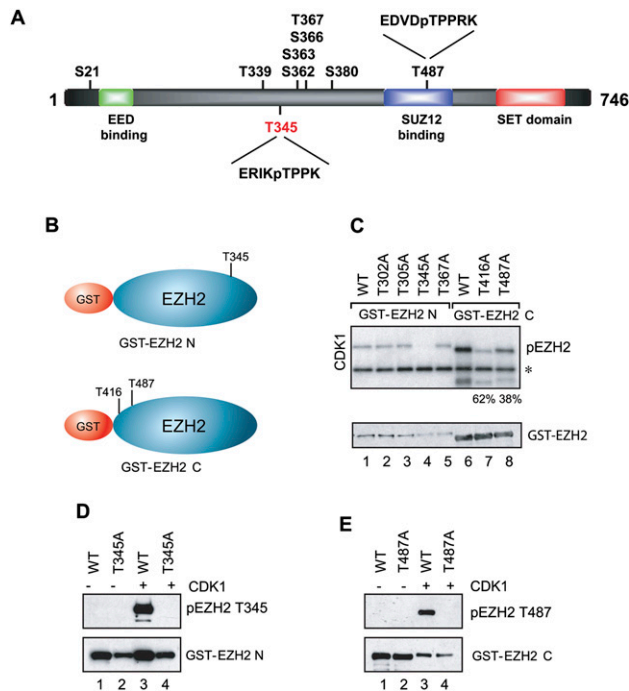 A
T367
S366
S363
EDVDpTPPRK
S21
T339
S362
S380
T487
1
746
EED
binding
T345
SUZ12
binding
SET domain
ERIKpTPPK
B
T345
GST
EZH2
GST-EZH2 N
T416
T487
GST
EZH2
GST-EZH2 C
C
WT
T302A
T305A
T345A
T367A
WT
T416A
T487A
GST-EZH2 N
GST-EZH2 C
CDK1
pEZH2
*
62% 38%
GST-EZH2
1 2 3 4 5 6 7 8
D
WT
T345A
WT
T345A
- - + + CDK1
pEZH2 T345
GST-EZH2 N
1 2 3 4
E
WT
T487A
WT
T487A
- - + + CDK1
pEZH2 T487
GST-EZH2 C
1 2 3 4